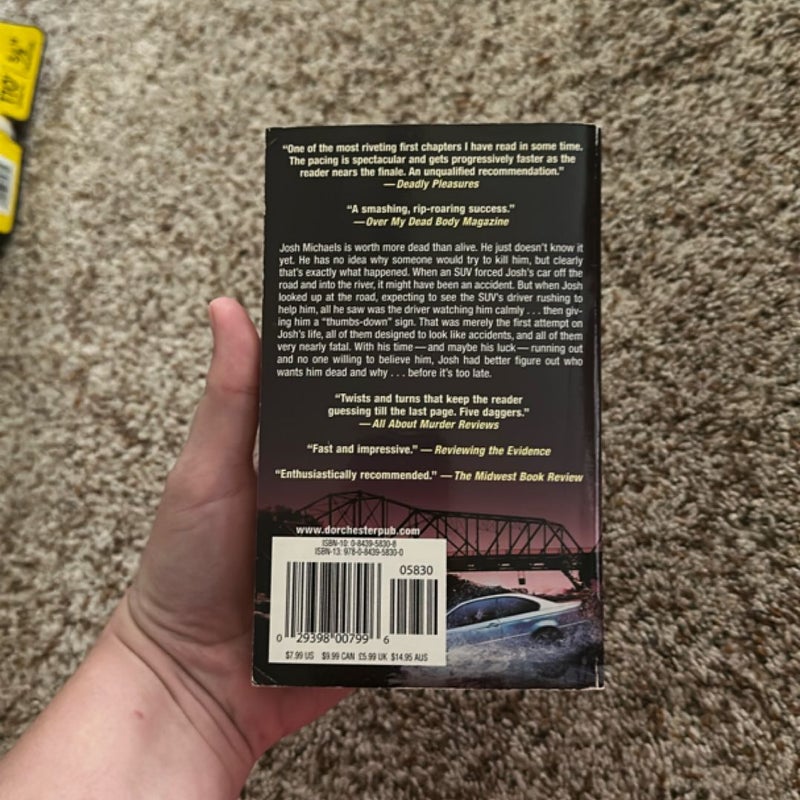 “One of the most riveting first chapters I have read in some time.
The pacing is spectacular and gets progressively faster as the
reader nears the finale. An unqualified recommendation.”
—Deadly Pleasures
“A smashing, rip-roaring success.”
—Over My Dead Body Magazine
Josh Michaels is worth more dead than alive. He just doesn’t know it
yet. He has no idea why someone would try to kill him, but clearly
that’s exactly what happened. When an SUV forced Josh’s car off the
road and into the river, it might have been an accident. But when Josh
looked up at the road, expecting to see the SUV’s driver rushing to
help him, all he saw was the driver watching him calmly . . . then giv-
ing him a “thumbs-down” sign. That was merely the first attempt on
Josh’s life, all of them designed to look like accidents, and all of them
very nearly fatal. With his time—and maybe his luck—running out
and no one willing to believe him, Josh had better figure out who
wants him dead and why . . . before it’s too late.
“Twists and turns that keep the reader
guessing till the last page. Five daggers.”
—All About Murder Reviews
“Fast and impressive.” —Reviewing the Evidence
“Enthusiastically recommended.” —The Midwest Book Review
www.dorchesterpub.com
ISBN-10: 0-8439-5830-8
ISBN-13: 978-0-8439-5830-0
05830
0 29398 00799 6
$7.99 US $9.99 CAN £5.99 UK $14.95 AUS